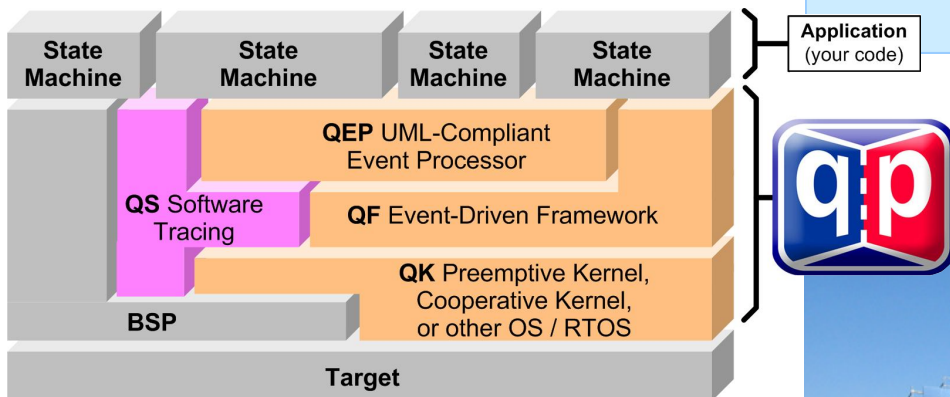 State
Machine
State
Machine
State
Machine
State
Machine
Application
(your code)
QEP UML-Compliant
Event Processor
QS Software
Tracing
QF Event-Driven Framework
QK Preemptive Kernel,
Cooperative Kernel,
or other OS / RTOS
BSP
Target
qp